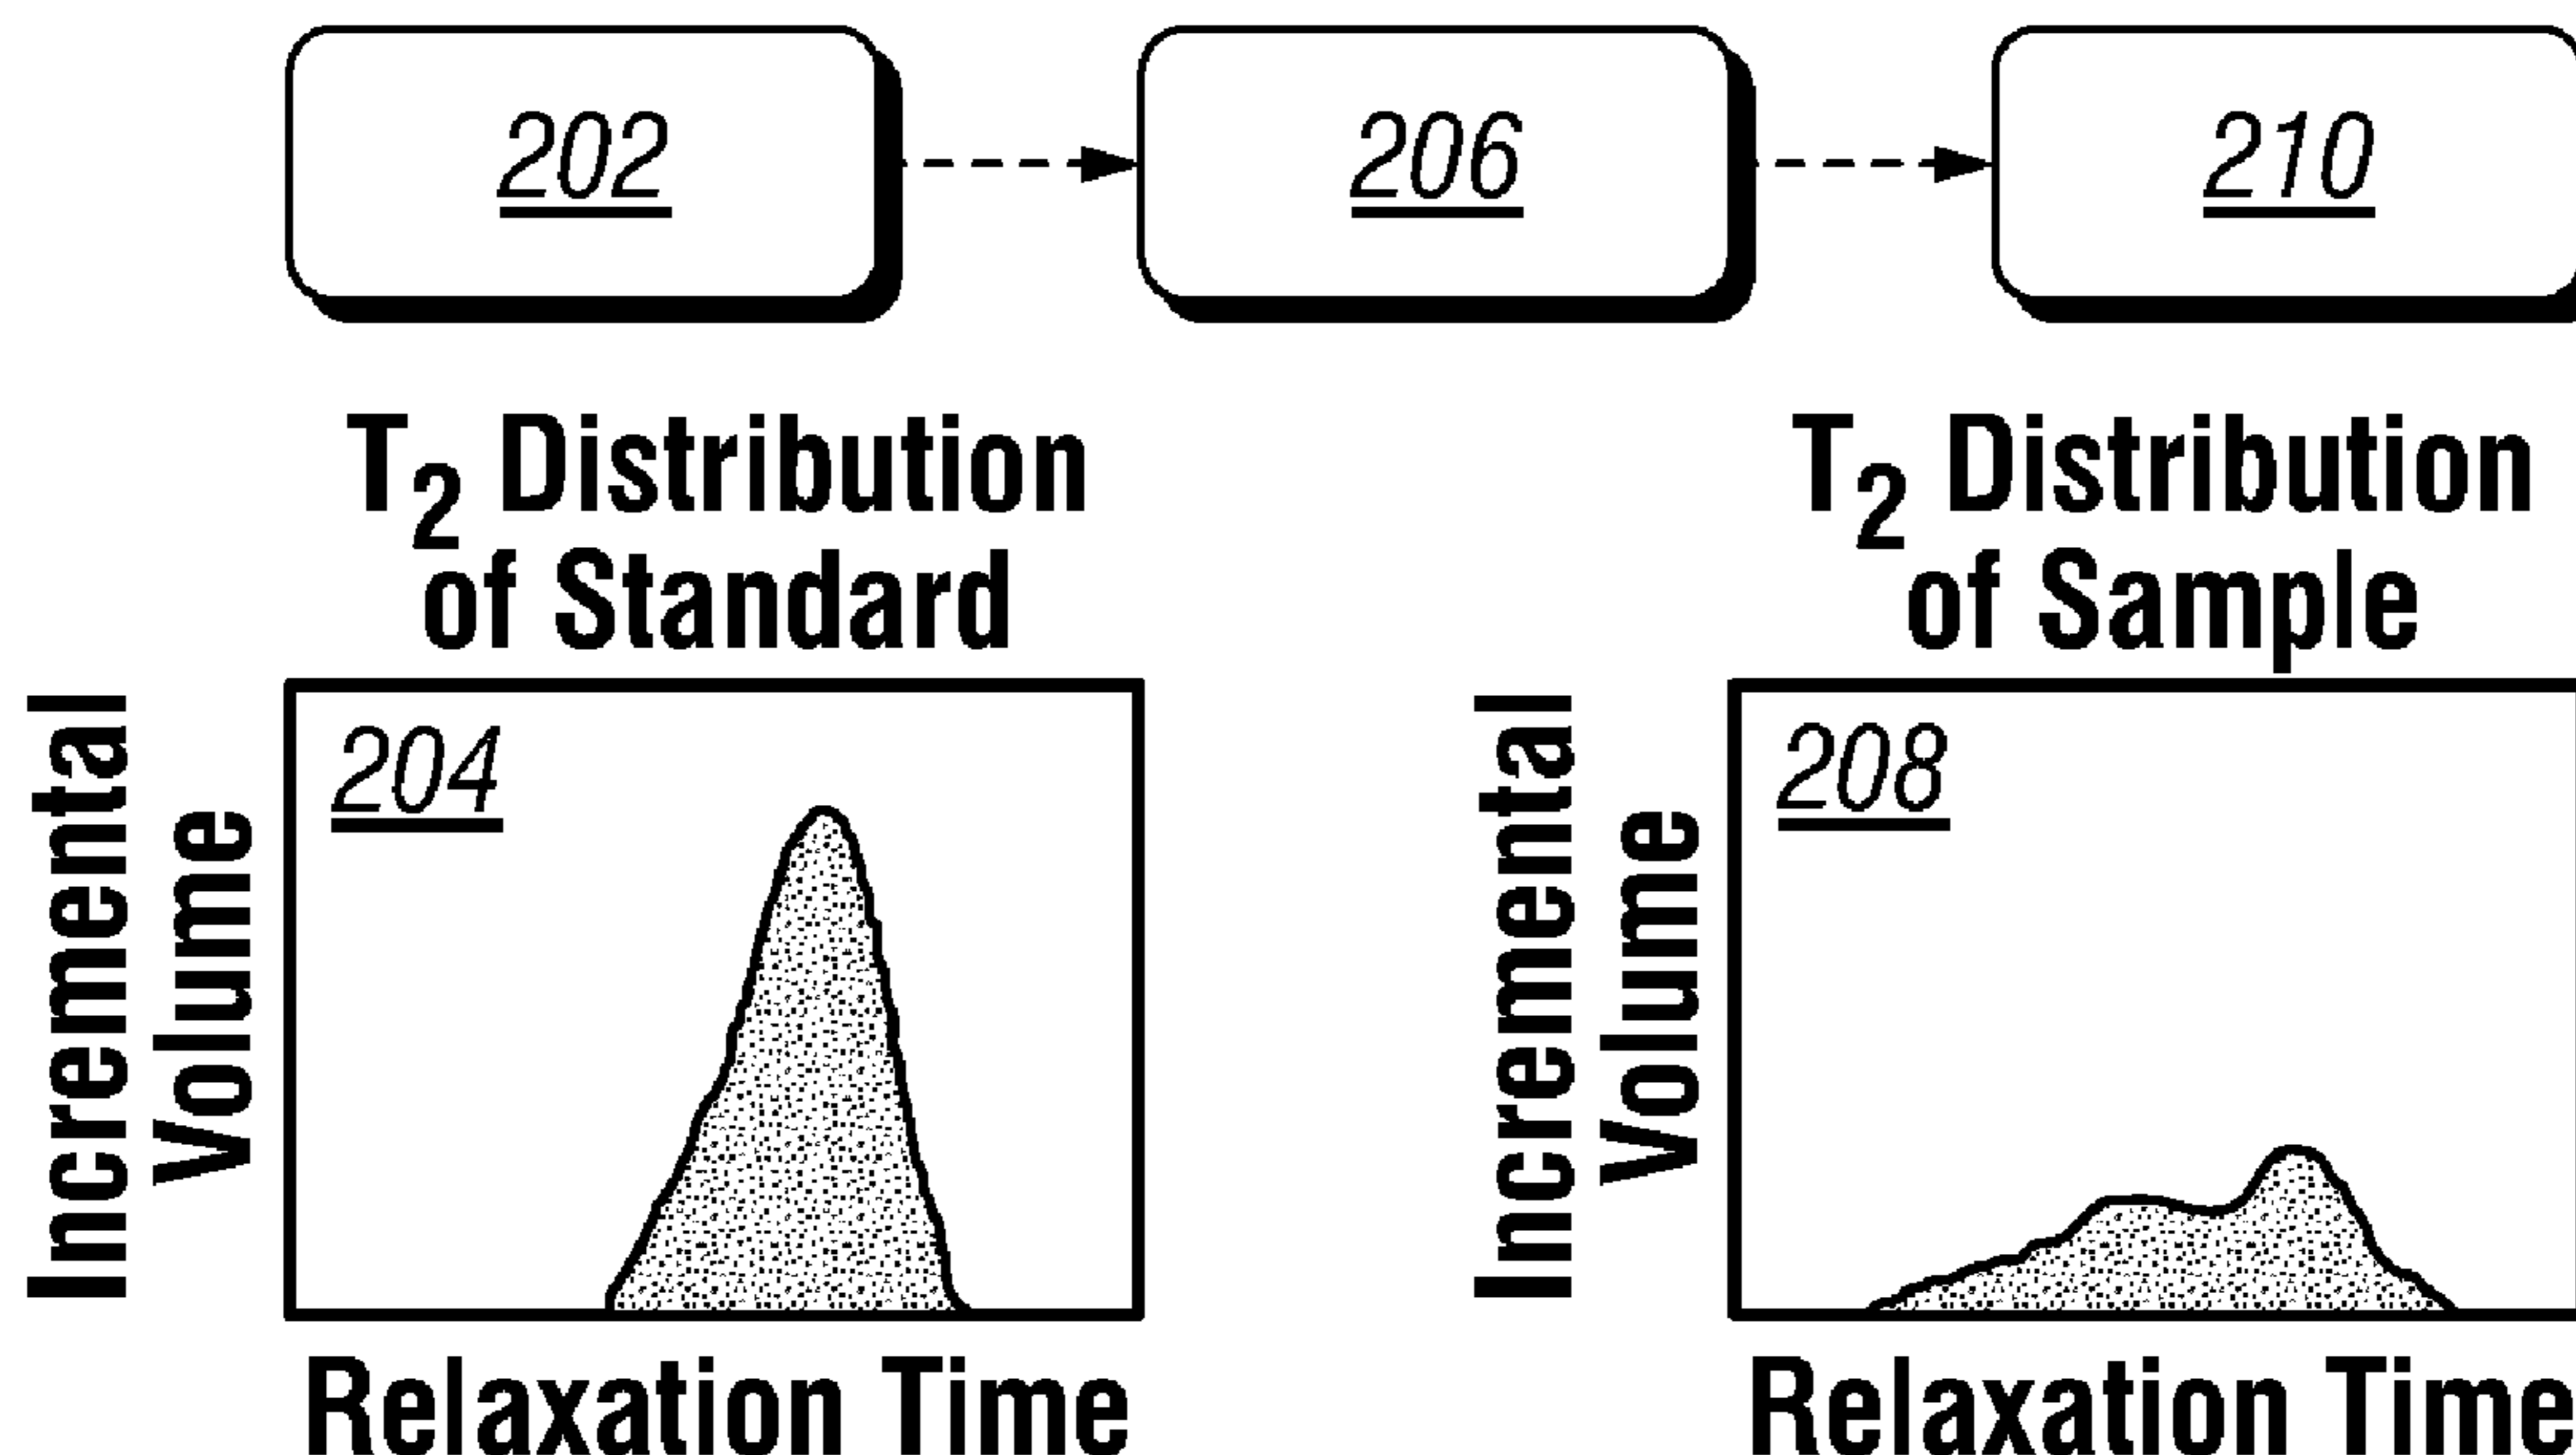 202
206
210
T2 Distribution
of Standard
T2 Distribution
of Sample
Incremental
Volume
204
Relaxation Time
Incremental
Volume
208
Relaxation Time